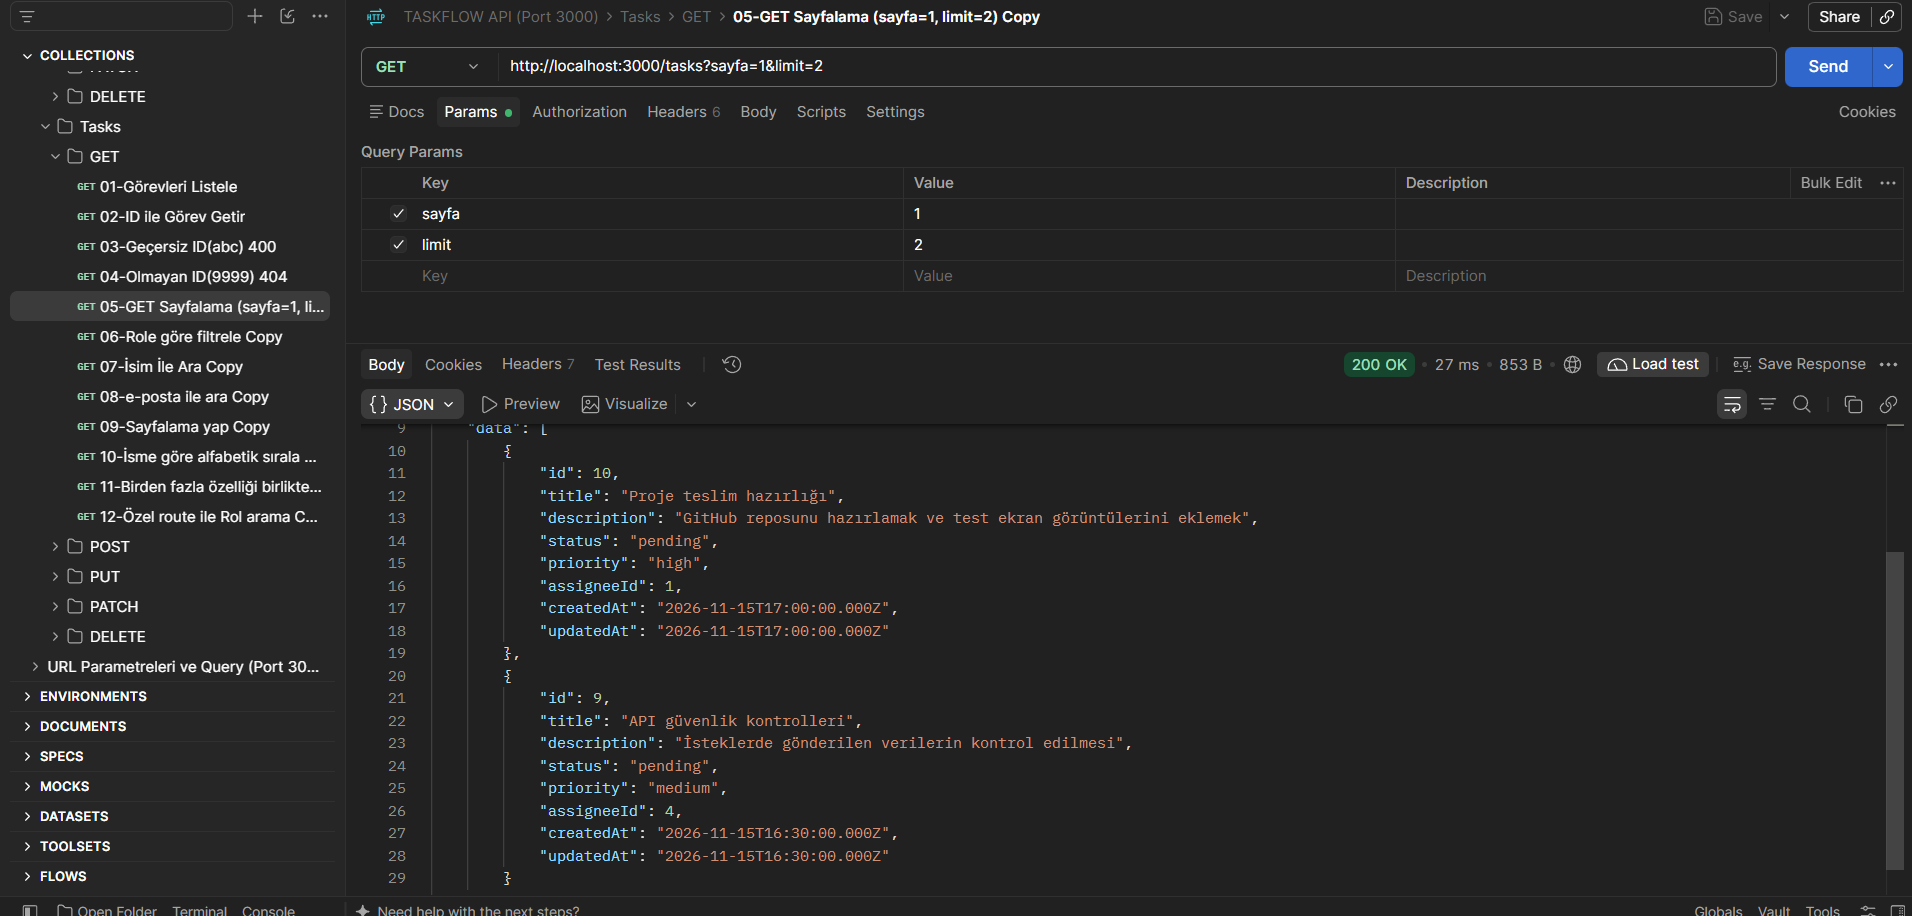 COLLECTIONS
DELETE
Tasks
GET
GET 01-Görevleri Listele
GET 02-ID ile Görev Getir
GET 03-Geçersiz ID(abc) 400
GET 04-Olmayan ID(9999) 404
GET 05-GET Sayfalama (sayfa=1, li...
GET 06-Role göre filtrele Copy
GET 07-İsim İle Ara Copy
GET 08-e-posta ile ara Copy
GET 09-Sayfalama yap Copy
GET 10-İsme göre alfabetik sırala ...
GET 11-Birden fazla özelliği birlikte...
GET 12-Özel route ile Rol arama C...
POST
PUT
PATCH
DELETE
URL Parametreleri ve Query (Port 30...
ENVIRONMENTS
DOCUMENTS
SPECS
MOCKS
DATASETS
TOOLSETS
FLOWS
HTTP TASKFLOW API (Port 3000) > Tasks > GET > 05-GET Sayfalama (sayfa=1, limit=2) Copy
Save Share
GET http://localhost:3000/tasks?sayfa=1&limit=2 Send
Docs Params Authorization Headers 6 Body Scripts Settings Cookies
Query Params
Key Value Description Bulk Edit
sayfa 1
limit 2
Key Value Description
Body Cookies Headers 7 Test Results 200 OK • 27 ms • 853 B • Load test e.g. Save Response
{ } JSON Preview Visualize
9 "data": [
10 {
11 "id": 10,
12 "title": "Proje teslim hazırlığı",
13 "description": "GitHub reposunu hazırlamak ve test ekran görüntülerini eklemek",
14 "status": "pending",
15 "priority": "high",
16 "assigneeId": 1,
17 "createdAt": "2026-11-15T17:00:00.000Z",
18 "updatedAt": "2026-11-15T17:00:00.000Z"
19 },
20 {
21 "id": 9,
22 "title": "API güvenlik kontrolleri",
23 "description": "İsteklerde gönderilen verilerin kontrol edilmesi",
24 "status": "pending",
25 "priority": "medium",
26 "assigneeId": 4,
27 "createdAt": "2026-11-15T16:30:00.000Z",
28 "updatedAt": "2026-11-15T16:30:00.000Z"
29 }
Open Folder Terminal Console Need help with the next steps? Globals Vault Tools